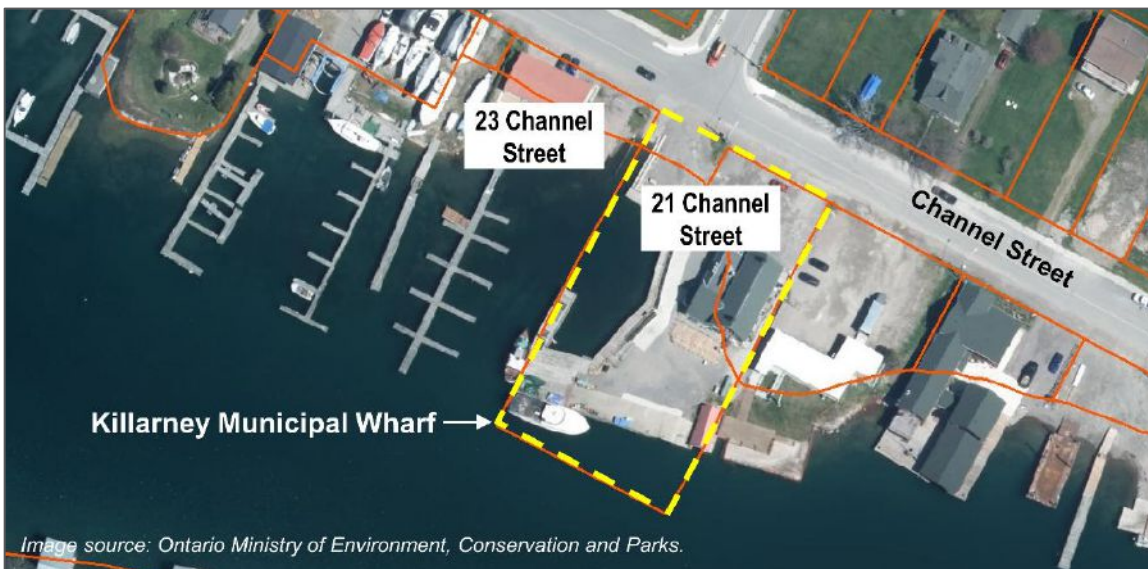 23 Channel
Street
21 Channel
Street
Channel Street
Killarney Municipal Wharf
Image source: Ontario Ministry of Environment, Conservation and Parks.